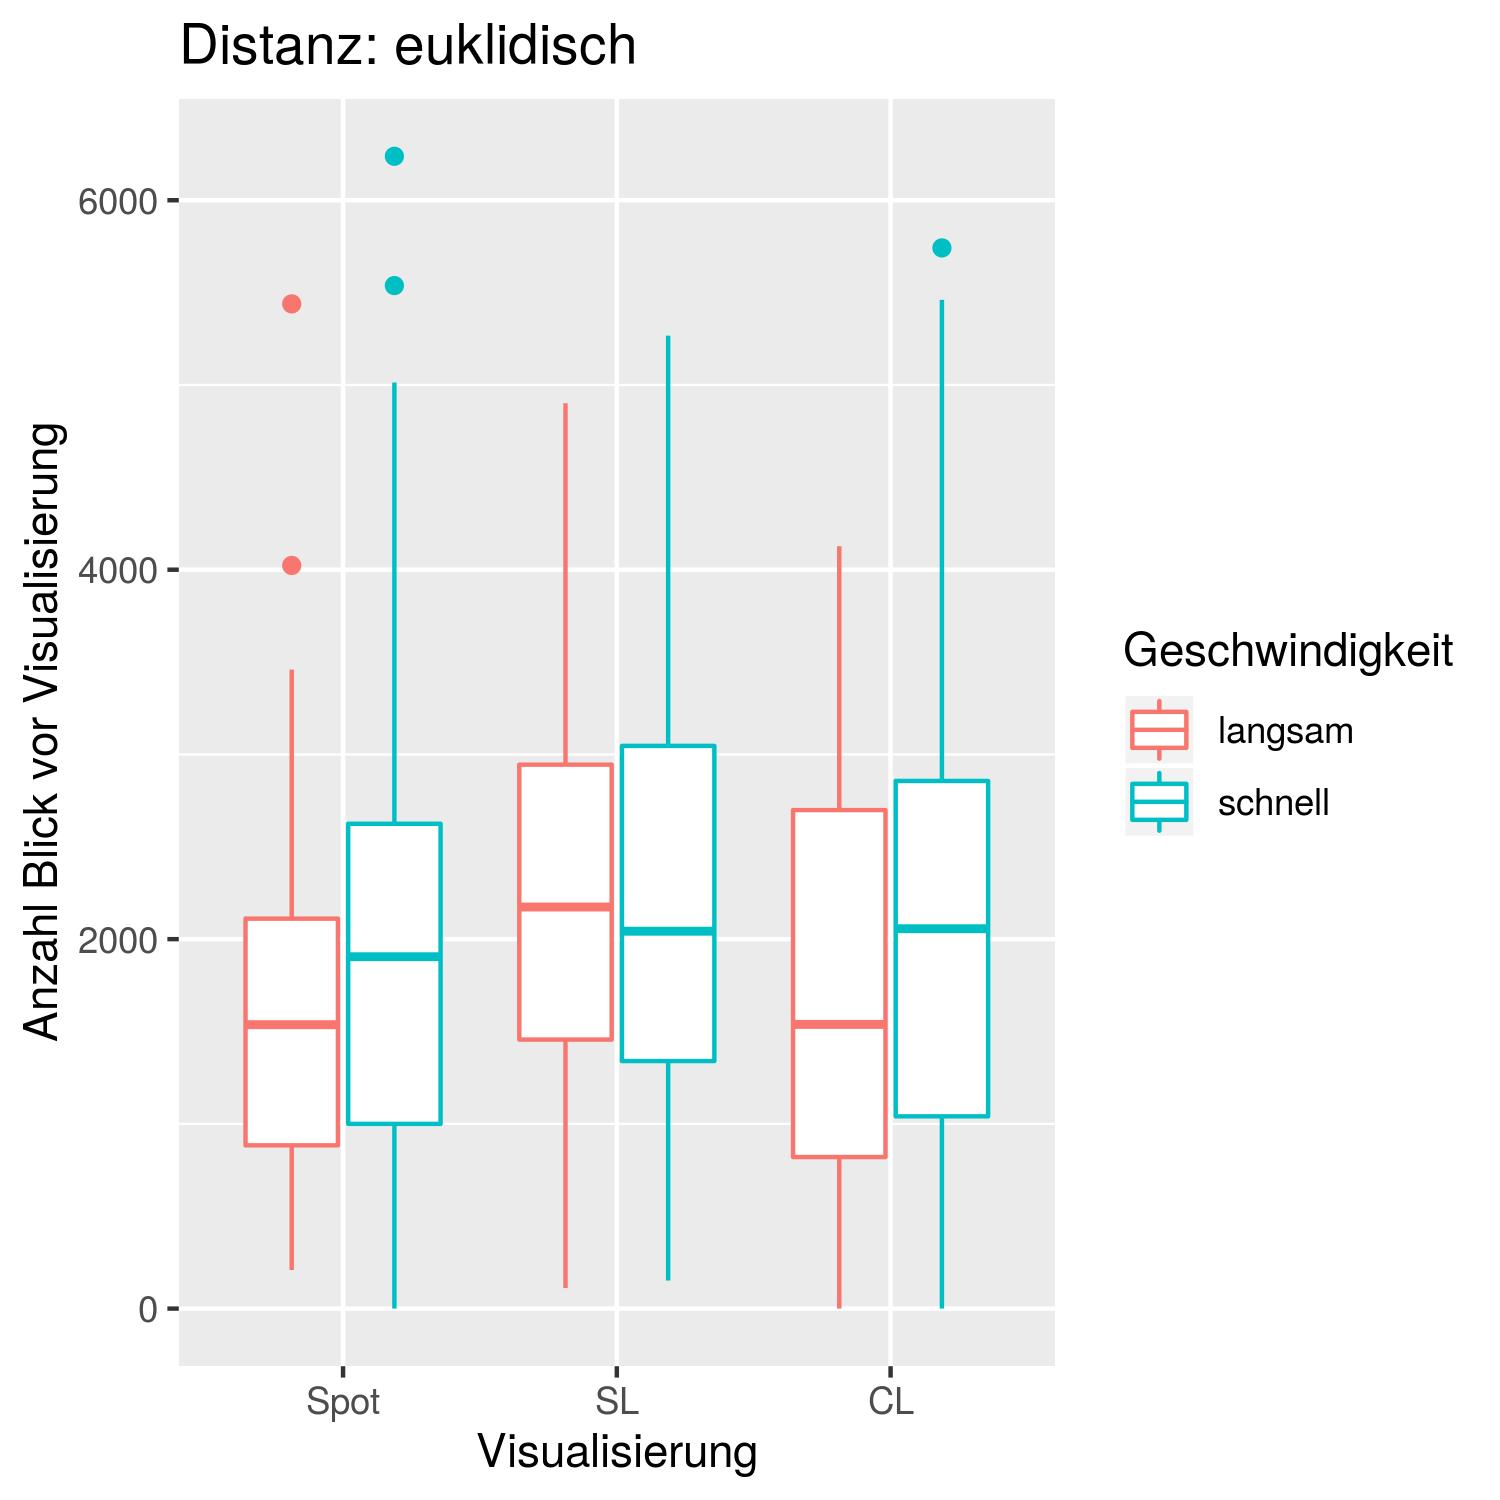 Distanz: euklidisch
Anzahl Blick vor Visualisierung
6000
4000
2000
0
Spot
SL
CL
Visualisierung
Geschwindigkeit
langsam
schnell